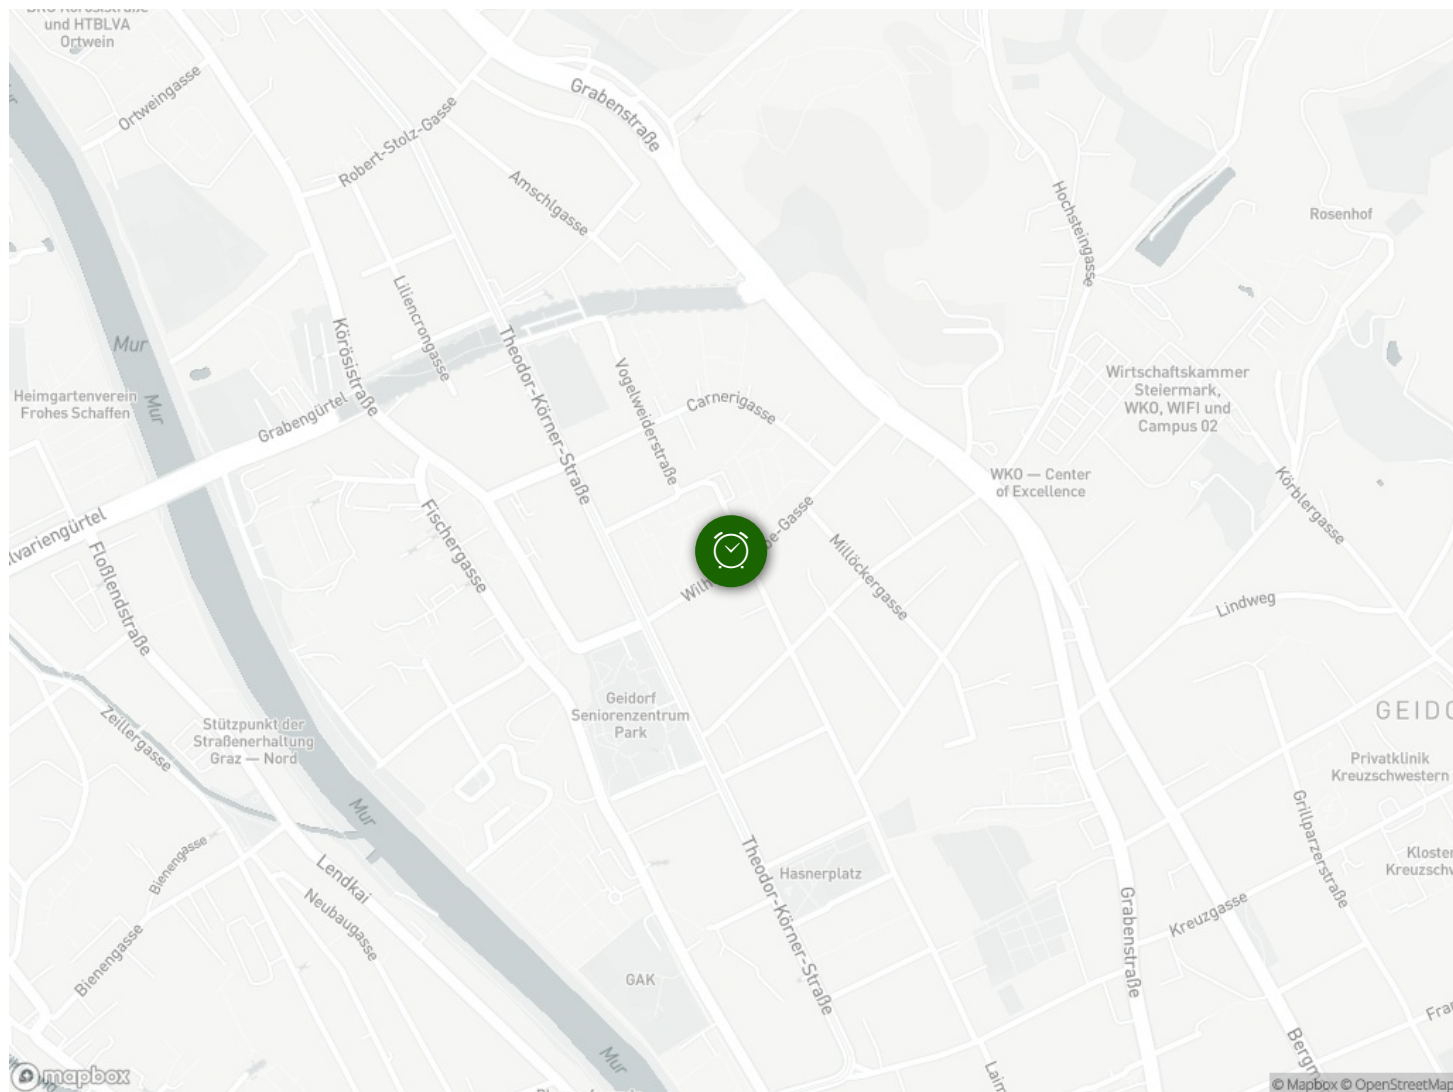 und HTBLVA
Ortwein
Ortweingasse
Robert-Stolz-Gasse
Grabenstraße
Amschlgasse
Hochsteingasse
Rosenhof
Mur
Mur
Liliencrongasse
Körösistraße
Theodor-Körner-Straße
Vogelweiderstraße
Carnerigasse
Grabengürtel
Heimgartenverein
Frohes Schaffen
Wirtschaftskammer
Steiermark,
WKO, WIFI und
Campus 02
WKO — Center
of Excellence
Körblergasse
Fischergasse
Floßlendstraße
Millöckergasse
Lindweg
Geidorf
Seniorenzentrum
Park
Stützpunkt der
Straßenerhaltung
Graz — Nord
Zeillergasse
Mur
Privatklinik
Kreuzschwestern
Grillparzerstraße
Bienengasse
Lendkai
Neubaugasse
Bienengasse
Theodor-Körner-Straße
Hasnerplatz
Kreuzgasse
Grabenstraße
GAK
Mur
mapbox
© Mapbox © OpenStreetMap